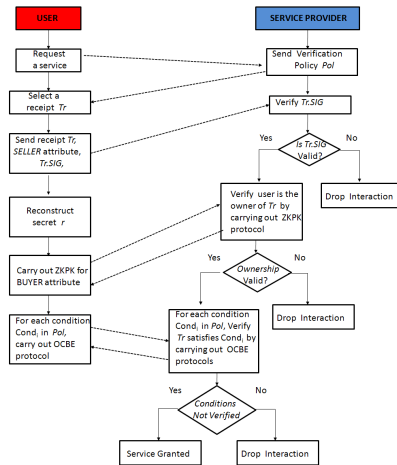 USER
SERVICE PROVIDER
Request
a service
Send Verification
Policy Pol
Select a
receipt Tr
Verify Tr.SIG
Send receipt Tr,
SELLER attribute,
Tr.SIG,
Yes
No
Is Tr.SIG
Valid?
Drop Interaction
Verify user is the
owner of Tr by
carrying out ZKPK
protocol
Reconstruct
secret r
Carry out ZKPK for
BUYER attribute
Yes
No
Ownership
Valid?
Drop Interaction
For each condition
Condi in Pol,
carry out OCBE
protocol
For each condition
Condi in Pol, Verify
Tr satisfies Condi by
carrying out OCBE
protocols
Yes
No
Conditions
Not Verified
Service Granted
Drop Interaction